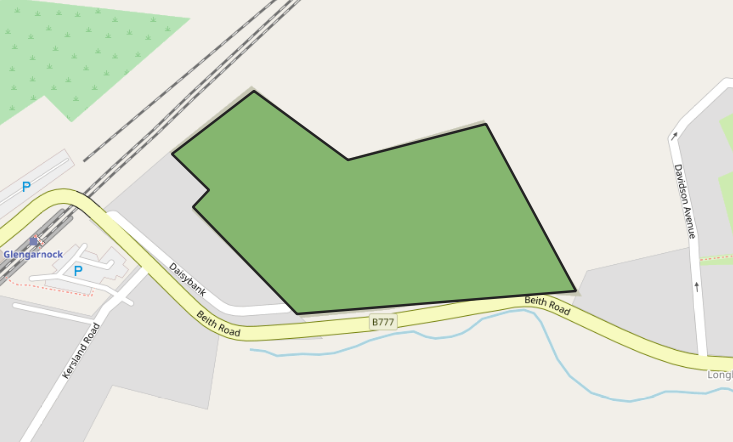 P
Davidson Avenue
Glengarnock
P
Daisybank
Beith Road
Beith Road
B777
Kersland Road
Longl